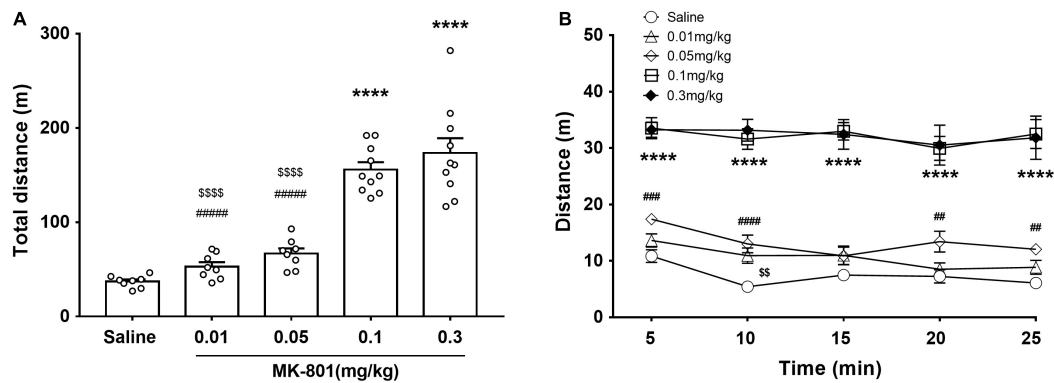 A
Total distance (m)
300
200
100
0
****
****
$$$$
#####
$$$$
#####
Saline
0.01
0.05
0.1
0.3
MK-801(mg/kg)
B
Saline
0.01mg/kg
0.05mg/kg
0.1mg/kg
0.3mg/kg
Distance (m)
50
40
30
20
10
0
****
****
****
****
****
###
####
##
##
$$
5
10
15
20
25
Time (min)